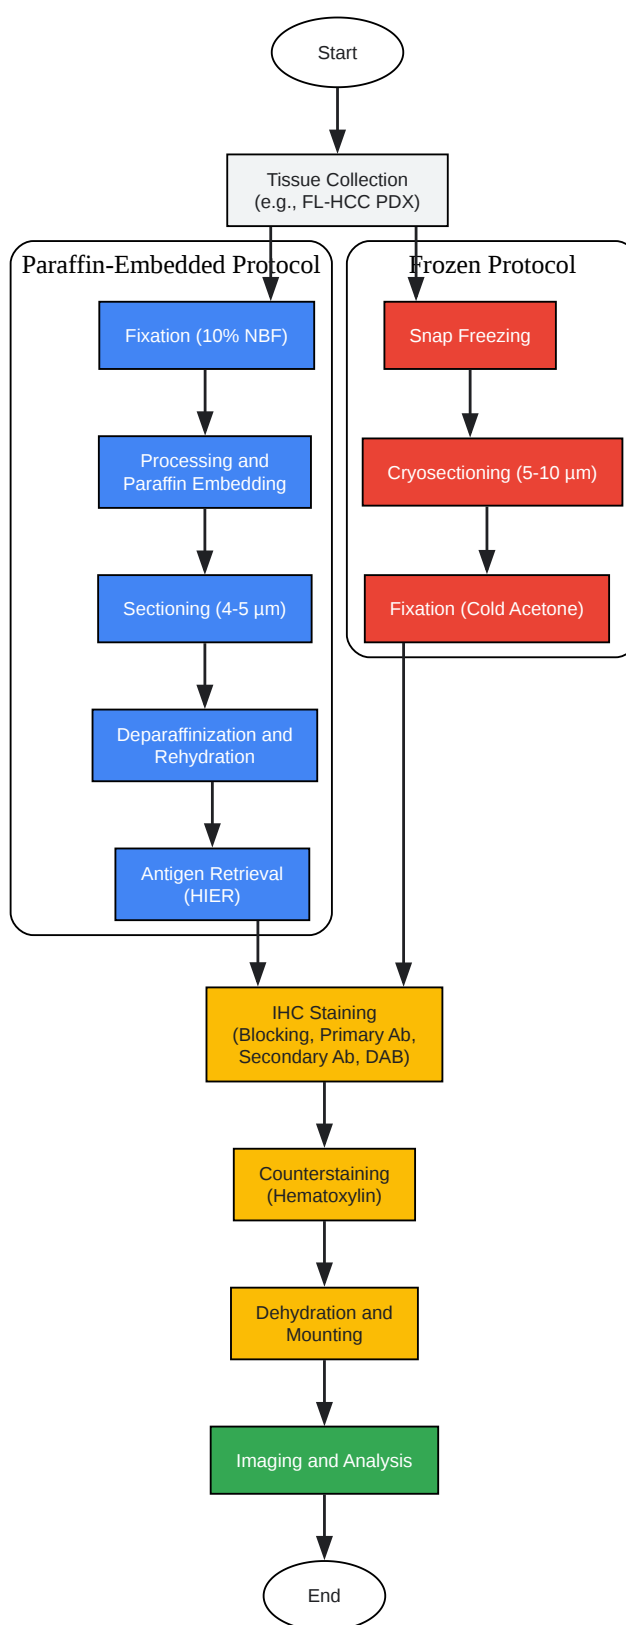 Start
Tissue Collection
(e.g., FL-HCC PDX)
Paraffin-Embedded Protocol
Fixation (10% NBF)
Processing and
Paraffin Embedding
Sectioning (4-5 µm)
Deparaffinization and
Rehydration
Antigen Retrieval
(HIER)
Frozen Protocol
Snap Freezing
Cryosectioning (5-10 µm)
Fixation (Cold Acetone)
IHC Staining
(Blocking, Primary Ab,
Secondary Ab, DAB)
Counterstaining
(Hematoxylin)
Dehydration and
Mounting
Imaging and Analysis
End